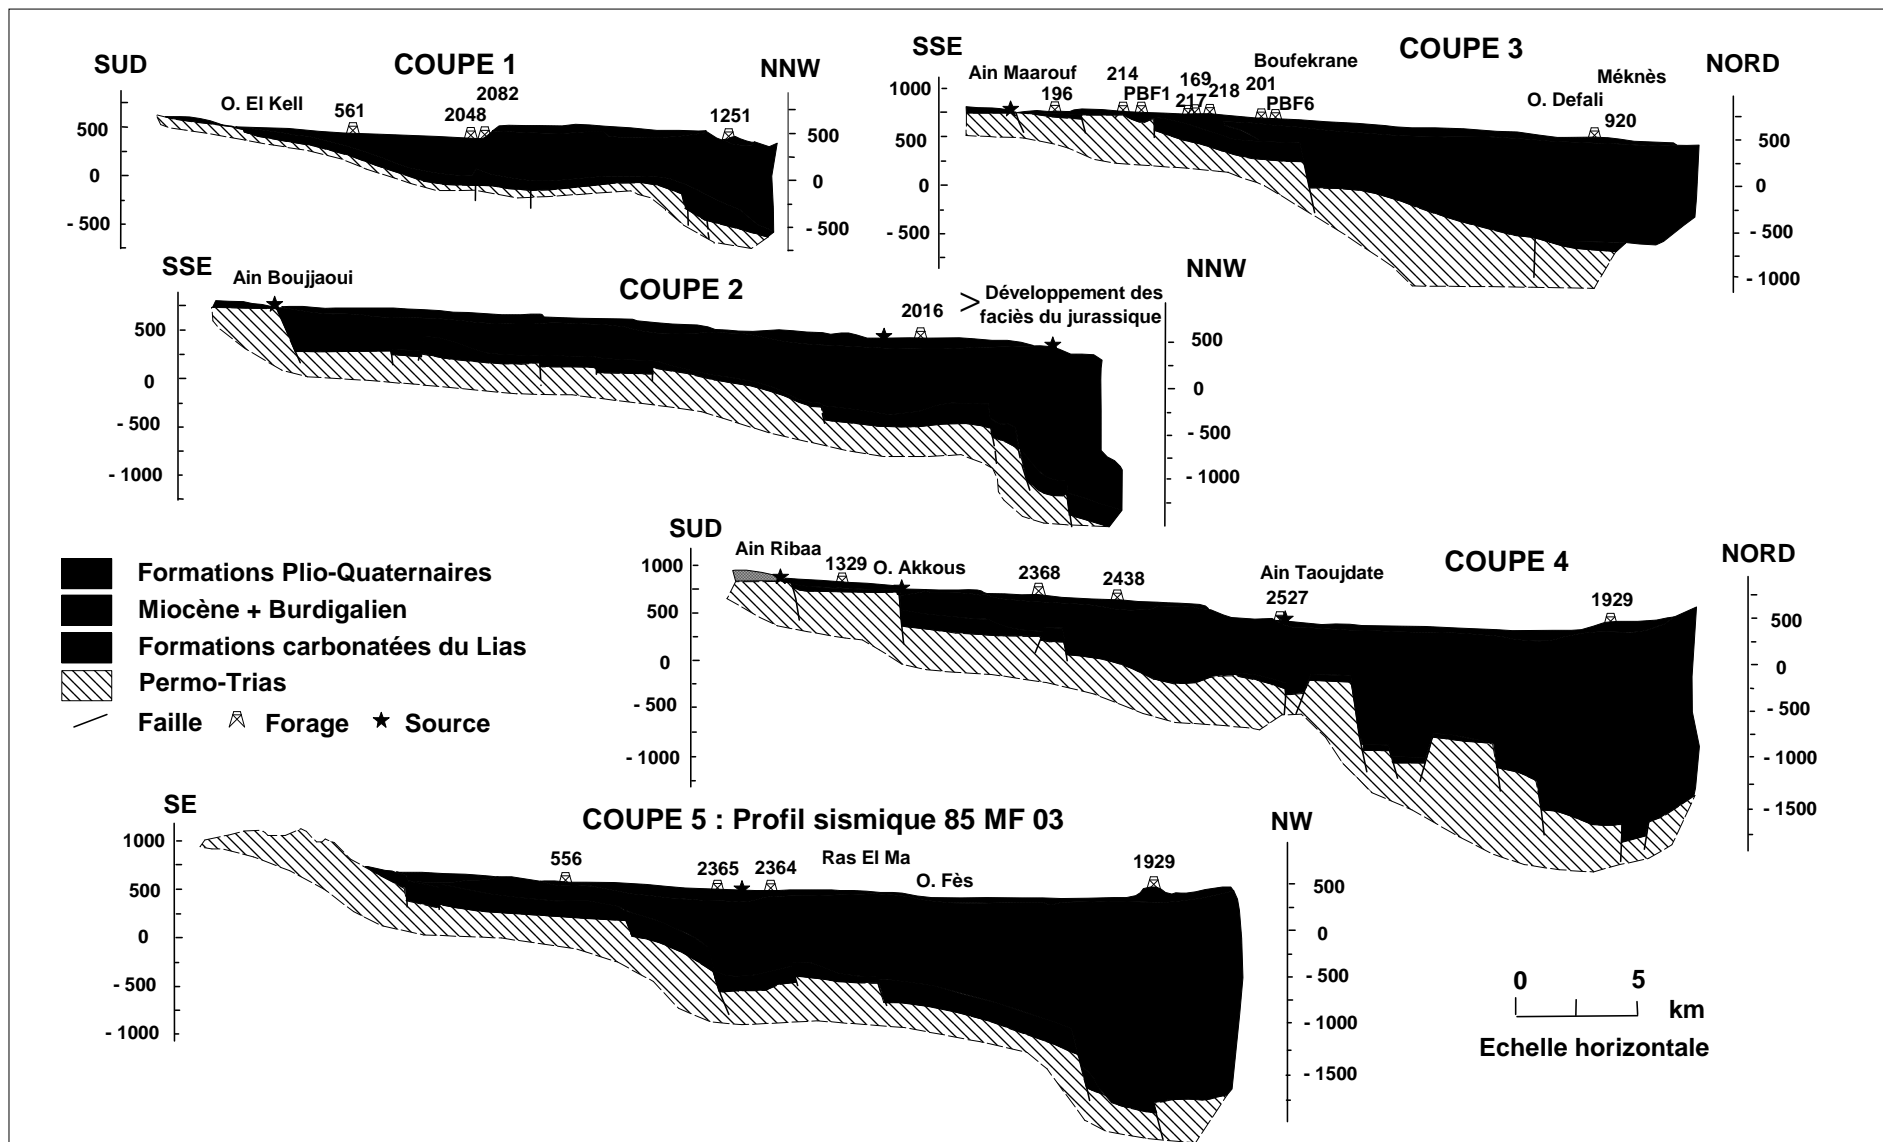 COUPE 1
SUD
NNW
O. El Kell
561
2048
2082
1251
500
0
- 500
500
0
- 500
COUPE 3
SSE
NORD
Ain Maarouf
196
214
PBF1
169
217
218
Boufekrane
201
PBF6
O. Defali
Méknès
920
1000
500
0
- 500
500
0
- 500
- 1000
COUPE 2
SSE
NNW
Ain Boujjaoui
2016
> Développement des
faciès du jurassique
500
0
- 500
- 1000
500
0
- 500
- 1000
Formations Plio-Quaternaires
Miocène + Burdigalien
Formations carbonatées du Lias
Permo-Trias
Faille Forage Source
COUPE 4
SUD
NORD
Ain Ribaa
1329
O. Akkous
2368
2438
Ain Taoujdate
2527
1929
1000
500
0
- 500
- 1000
500
0
- 500
- 1000
- 1500
COUPE 5 : Profil sismique 85 MF 03
SE
NW
556
2365
2364
Ras El Ma
O. Fès
1929
1000
500
0
- 500
- 1000
500
0
- 500
- 1000
- 1500
0 5
km
Echelle horizontale